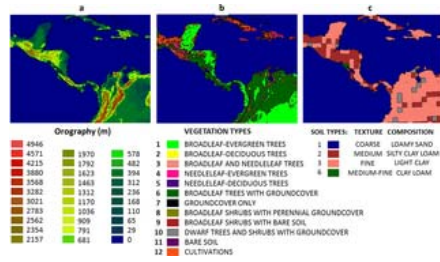 a b c
Orography (m)
4946
4571
4215
3880
3568
3282
3021
2783
2562
2354
2157
1970
1792
1623
1463
1312
1170
1036
909
791
681
578
482
394
312
236
168
110
65
29
0
VEGETATION TYPES
1 BROADLEAF-EVERGREEN TREES
2 BROADLEAF-DECIDUOUS TREES
3 BROADLEAF AND NEEDLELEAF TREES
4 NEEDLELEAF-EVERGREEN TREES
5 NEEDLELEAF-DECIDUOUS TREES
6 BROADLEAF TREES WITH GROUNDCOVER
7 GROUNDCOVER ONLY
8 BROADLEAF SHRUBS WITH PERENNIAL GROUNDCOVER
9 BROADLEAF SHRUBS WITH BARE SOIL
10 DWARF TREES AND SHRUBS WITH GROUNDCOVER
11 BARE SOIL
12 CULTIVATIONS
SOIL TYPES: TEXTURE COMPOSITION
1 COARSE LOAMY SAND
2 MEDIUM SILTY CLAY LOAM
3 FINE LIGHT CLAY
6 MEDIUM-FINE CLAY LOAM